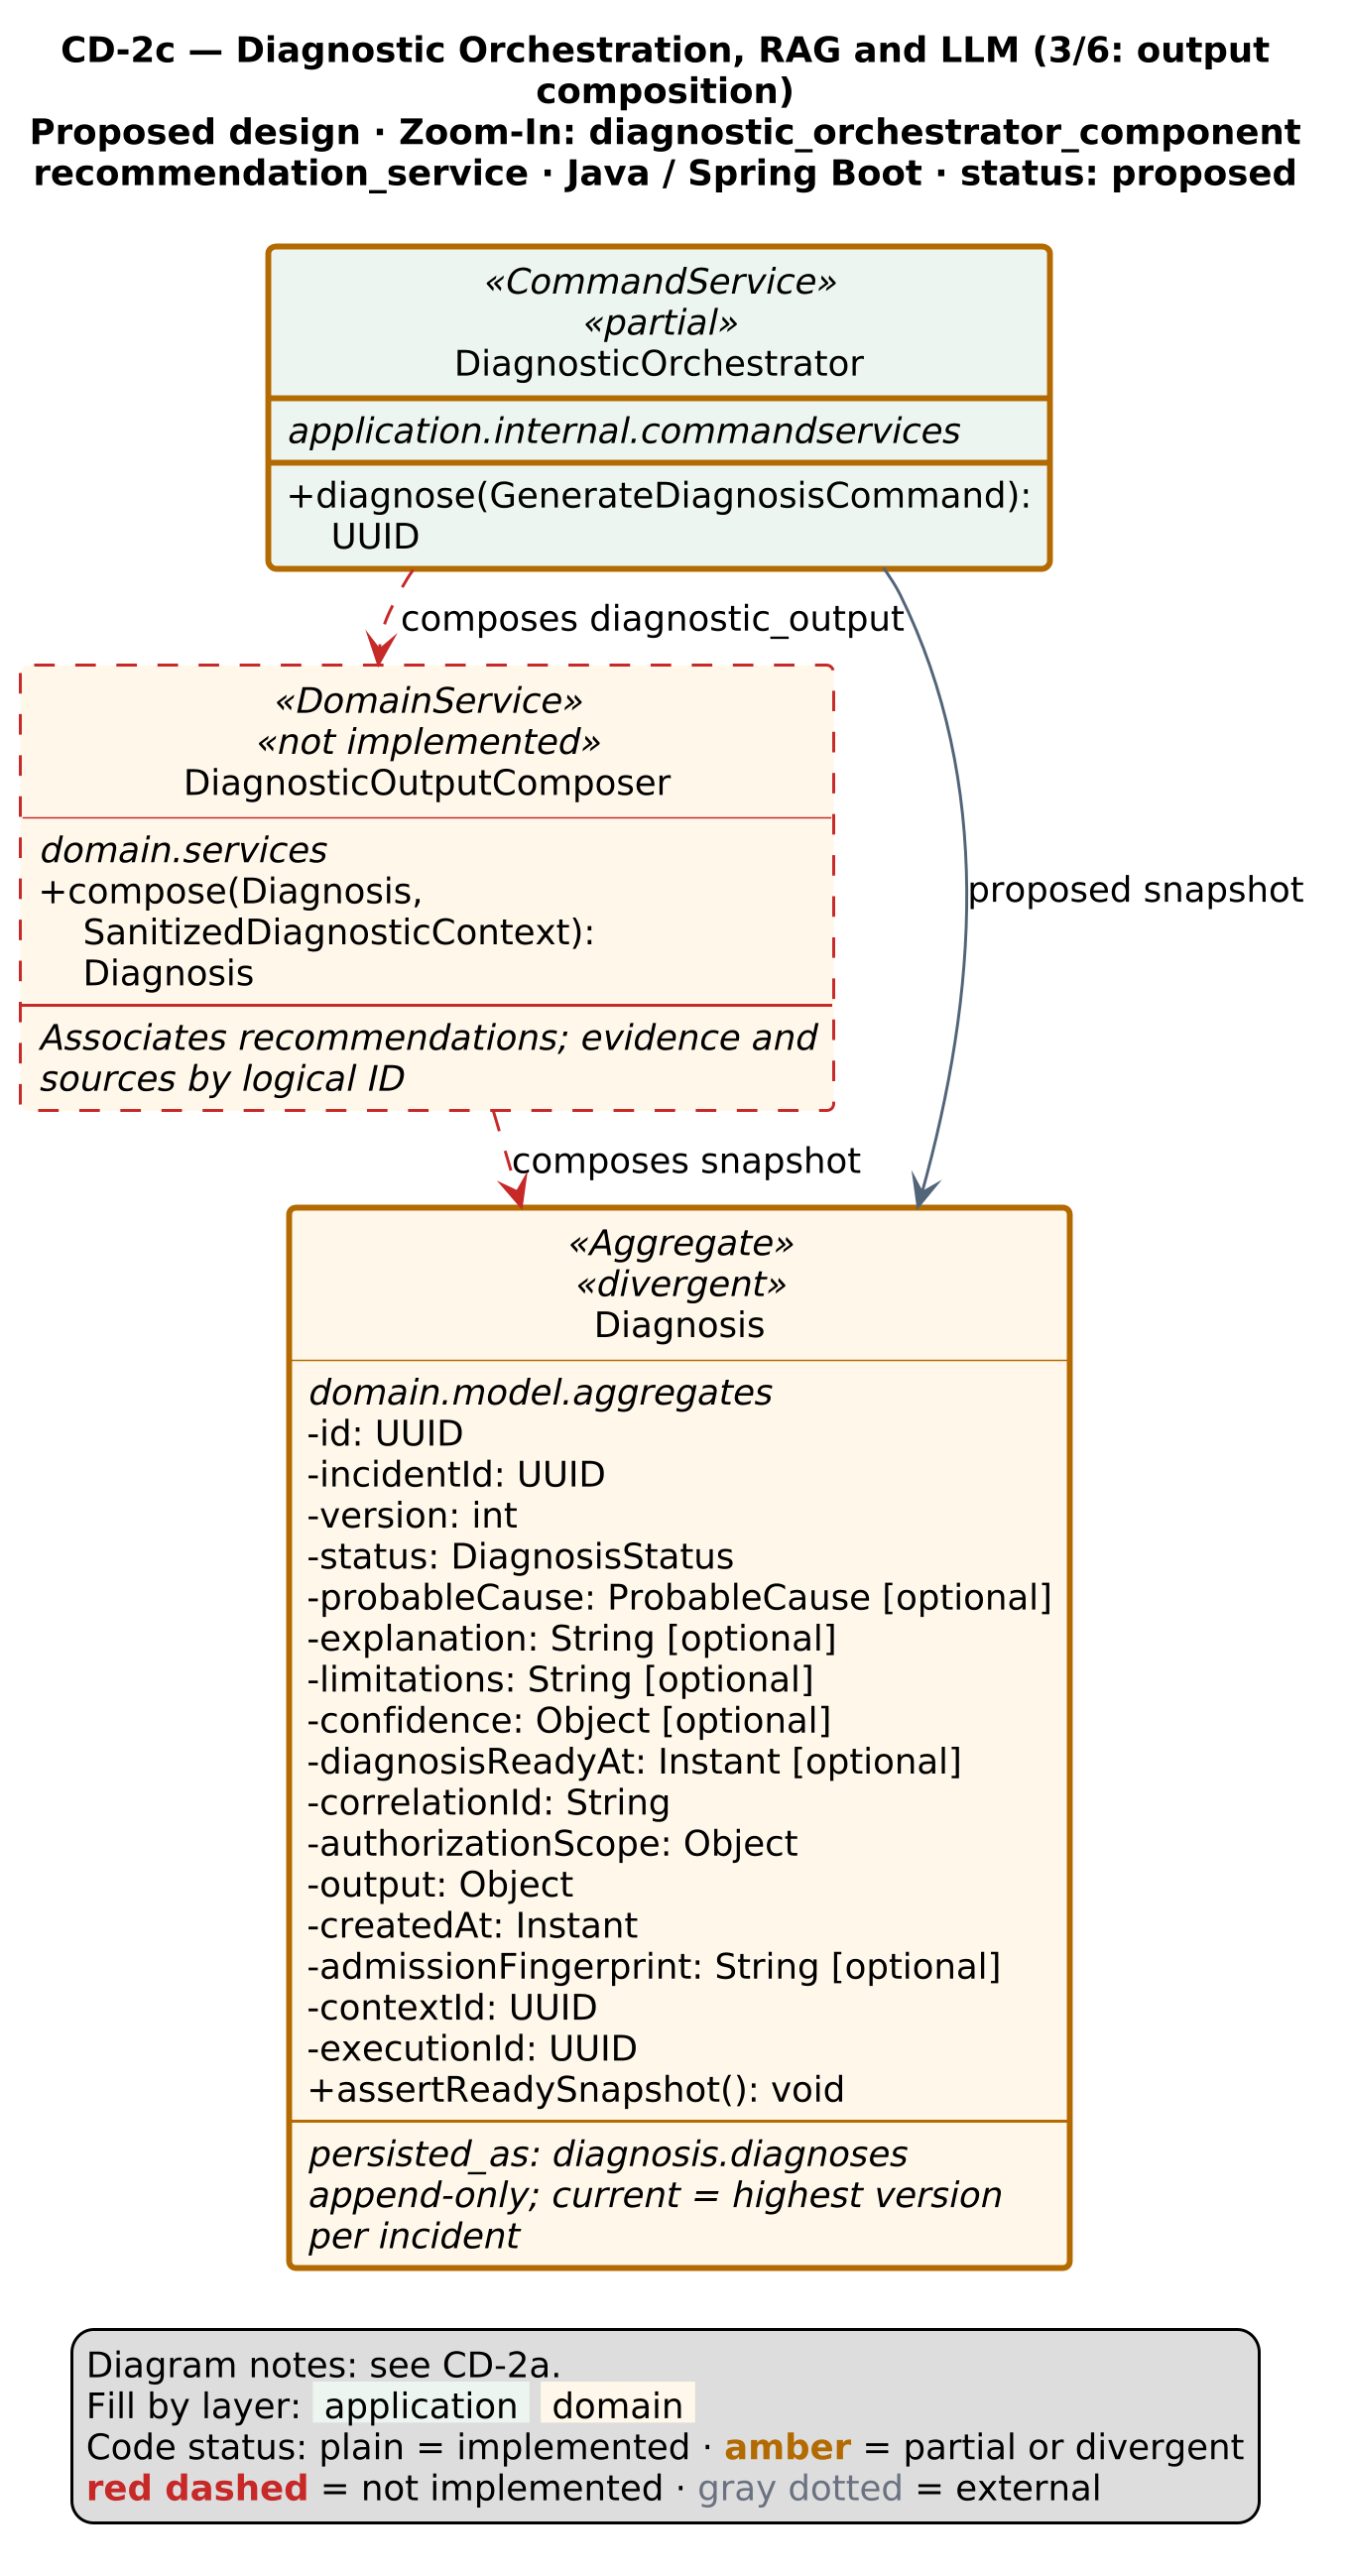 CD-2c — Diagnostic Orchestration, RAG and LLM (3/6: output
composition)
Proposed design · Zoom-In: diagnostic_orchestrator_component
recommendation_service · Java / Spring Boot · status: proposed
«CommandService»
«partial»
DiagnosticOrchestrator
application.internal.commandservices
+diagnose(GenerateDiagnosisCommand):
UUID
composes diagnostic_output
«DomainService»
«not implemented»
DiagnosticOutputComposer
domain.services
+compose(Diagnosis,
SanitizedDiagnosticContext):
Diagnosis
Associates recommendations; evidence and
sources by logical ID
proposed snapshot
composes snapshot
«Aggregate»
«divergent»
Diagnosis
domain.model.aggregates
-id: UUID
-incidentId: UUID
-version: int
-status: DiagnosisStatus
-probableCause: ProbableCause [optional]
-explanation: String [optional]
-limitations: String [optional]
-confidence: Object [optional]
-diagnosisReadyAt: Instant [optional]
-correlationId: String
-authorizationScope: Object
-output: Object
-createdAt: Instant
-admissionFingerprint: String [optional]
-contextId: UUID
-executionId: UUID
+assertReadySnapshot(): void
persisted_as: diagnosis.diagnoses
append-only; current = highest version
per incident
Diagram notes: see CD-2a.
Fill by layer: application domain
Code status: plain = implemented · amber = partial or divergent
red dashed = not implemented · gray dotted = external